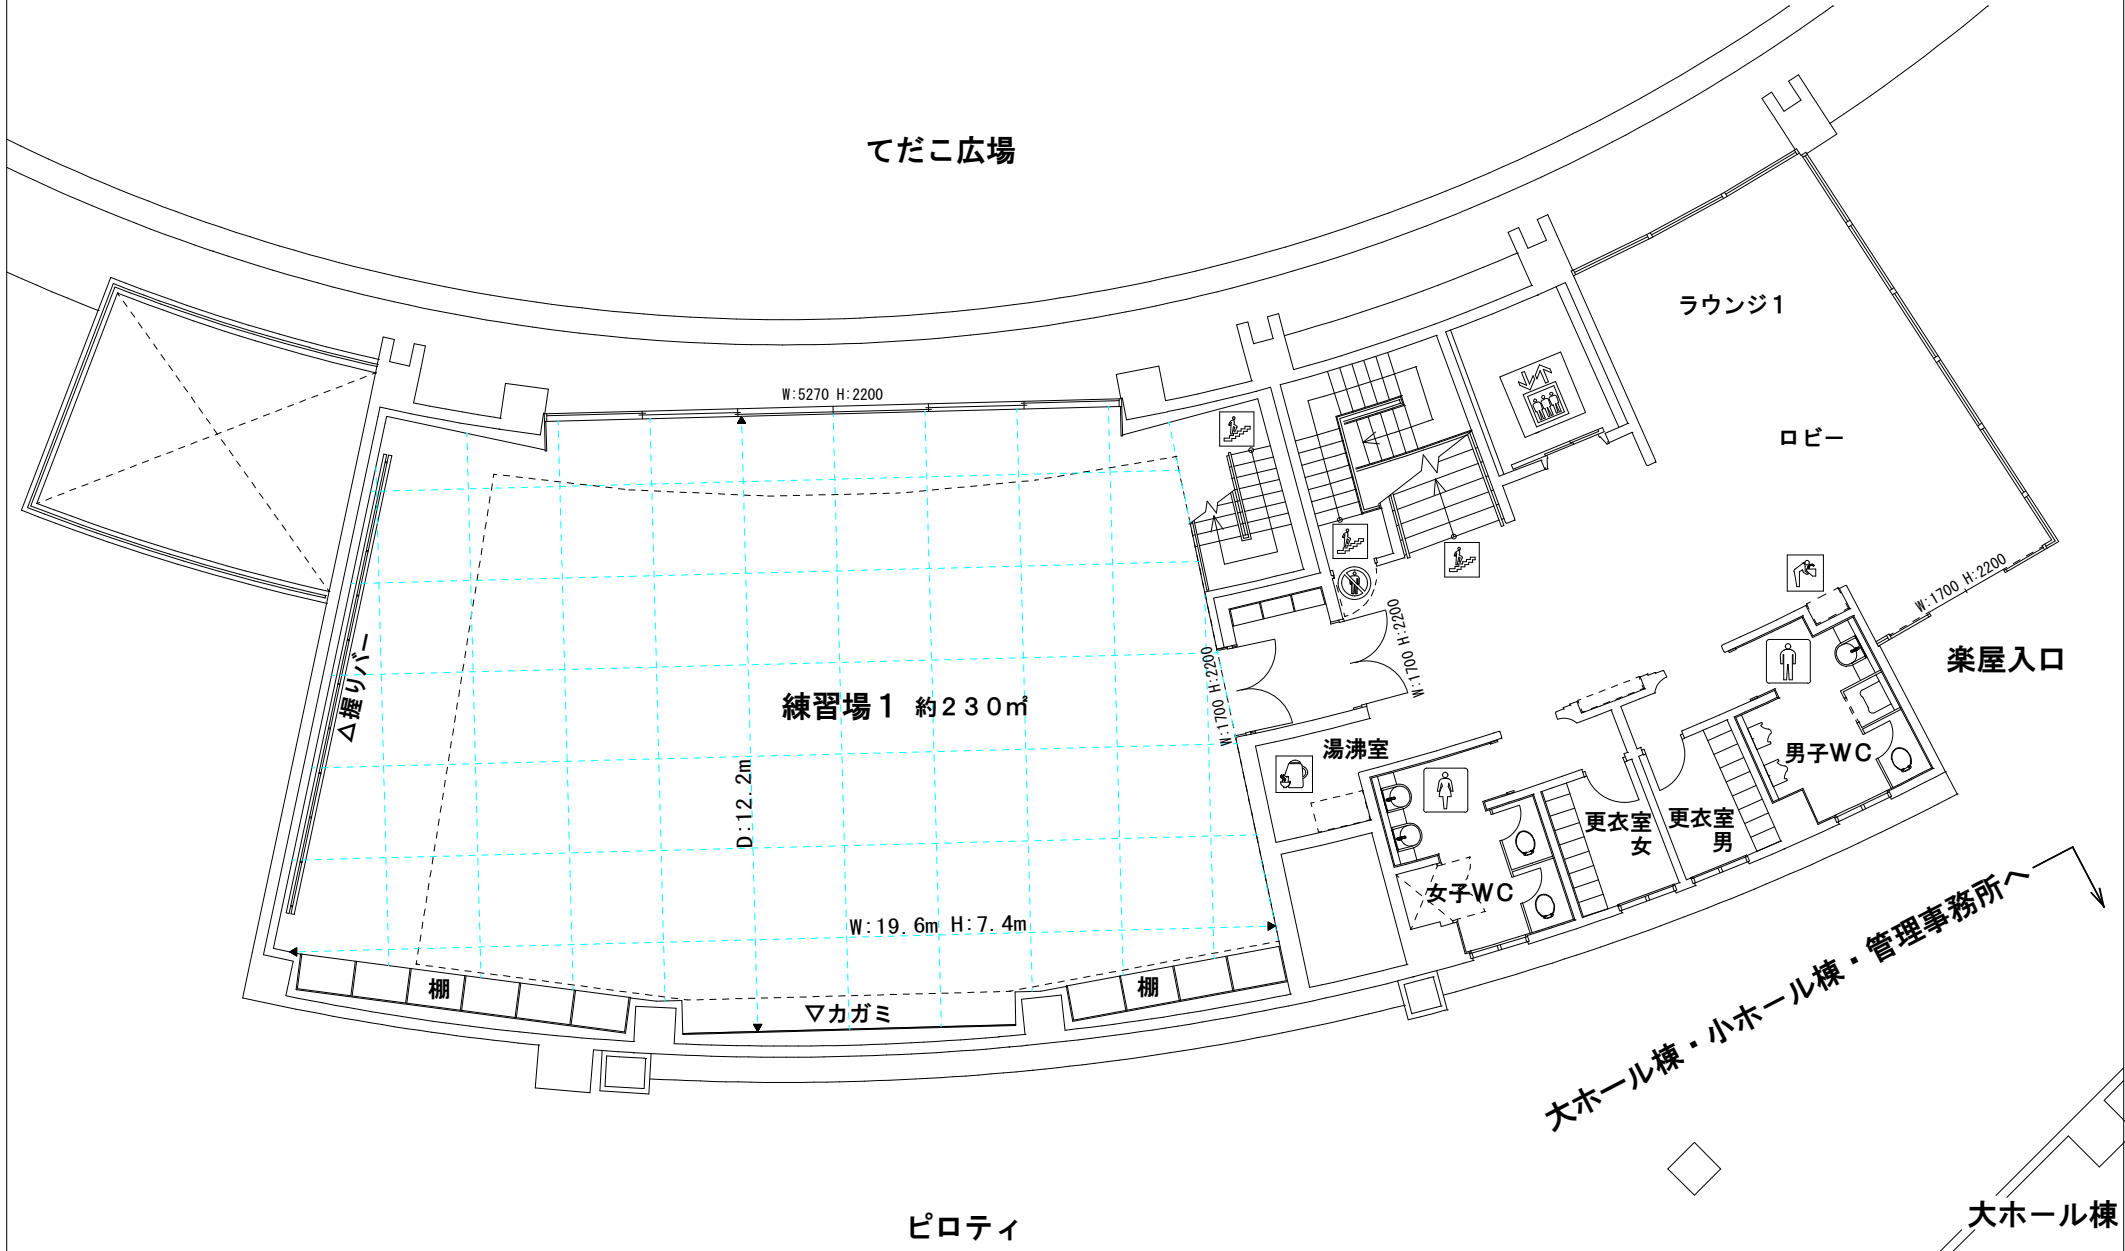 てだこ広場
ラウンジ１
W:5270 H:2200
ロビー
W:1700 H:2200
W:1700 H:2200
W:1700 H:2200
楽屋入口
△握りバー
練習場１ 約２３０㎡
湯沸室
男子ＷＣ
D:12.2m
更衣室
女
更衣室
男
女子ＷＣ
W:19.6m H:7.4m
棚
棚
▽カガミ
大ホール棟・小ホール棟・管理事務所へ
ピロティ
大ホール棟